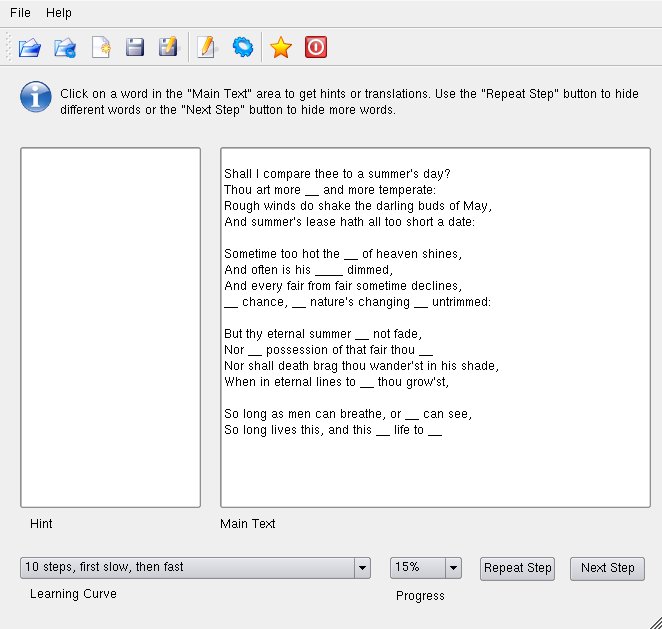 File Help
Click on a word in the "Main Text" area to get hints or translations. Use the "Repeat Step" button to hide
different words or the "Next Step" button to hide more words.
Shall I compare thee to a summer's day?
Thou art more __ and more temperate:
Rough winds do shake the darling buds of May,
And summer's lease hath all too short a date:
Sometime too hot the __ of heaven shines,
And often is his ____ dimmed,
And every fair from fair sometime declines,
__ chance, __ nature's changing __ untrimmed:
But thy eternal summer __ not fade,
Nor __ possession of that fair thou __
Nor shall death brag thou wander'st in his shade,
When in eternal lines to __ thou grow'st,
So long as men can breathe, or __ can see,
So long lives this, and this __ life to __
Hint
Main Text
10 steps, first slow, then fast
15%
Repeat Step
Next Step
Learning Curve
Progress